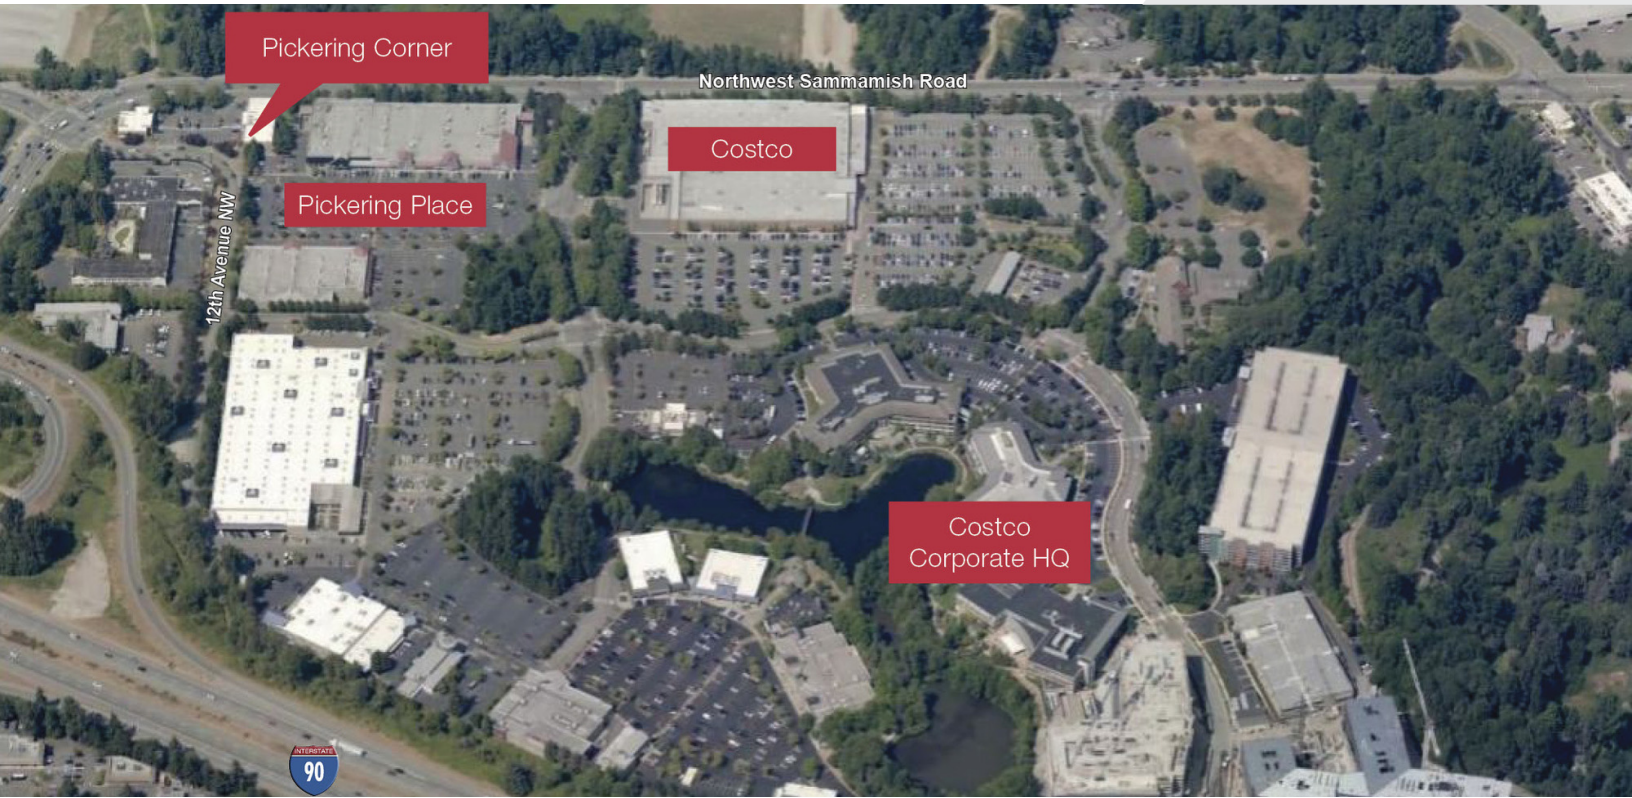 Pickering Corner
Northwest Sammamish Road
Costco
Pickering Place
12th Avenue NW
Costco
Corporate HQ
INTERSTATE
90